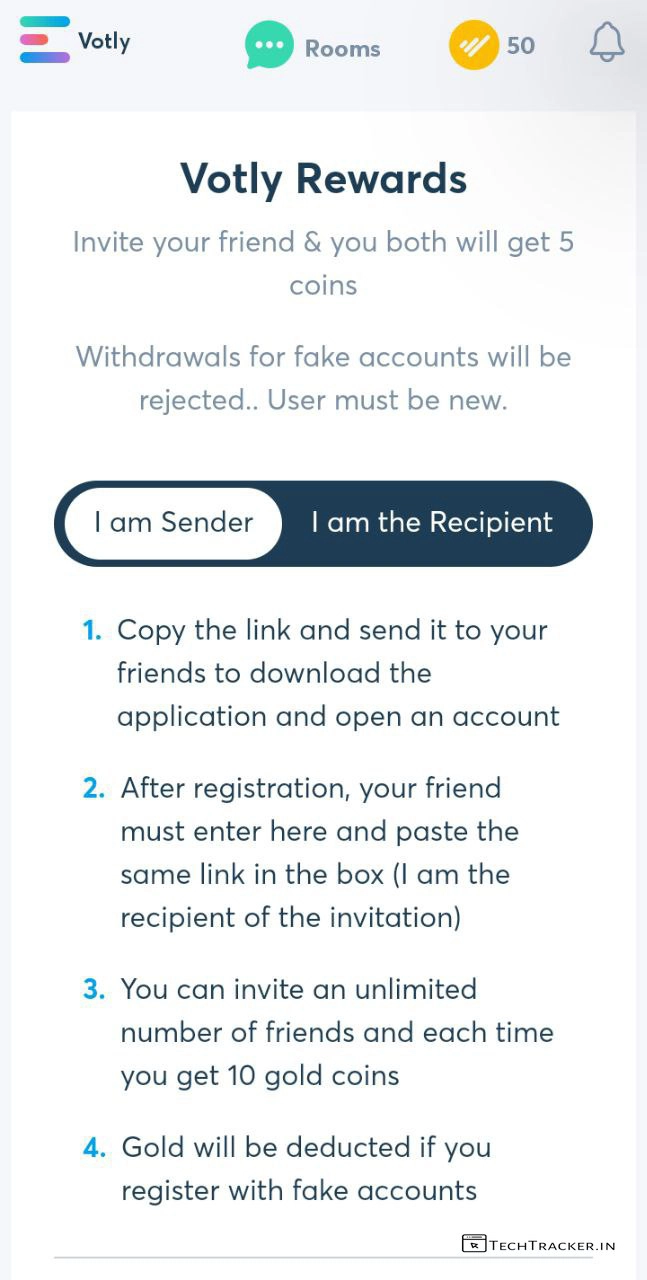 Votly
Rooms
50
Votly Rewards
Invite your friend & you both will get 5
coins
Withdrawals for fake accounts will be
rejected.. User must be new.
I am Sender
I am the Recipient
1. Copy the link and send it to your
friends to download the
application and open an account
2. After registration, your friend
must enter here and paste the
same link in the box (I am the
recipient of the invitation)
3. You can invite an unlimited
number of friends and each time
you get 10 gold coins
4. Gold will be deducted if you
register with fake accounts
TECHTRACKER.IN